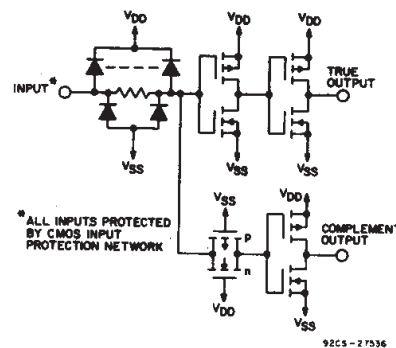 VDD VDD VDD
INPUT*
TRUE
OUTPUT
VSS VSS VSS
*ALL INPUTS PROTECTED
BY CMOS INPUT
PROTECTION NETWORK
VSS VDD
p
n
COMPLEMENT
OUTPUT
VDD VSS
92CS-27536